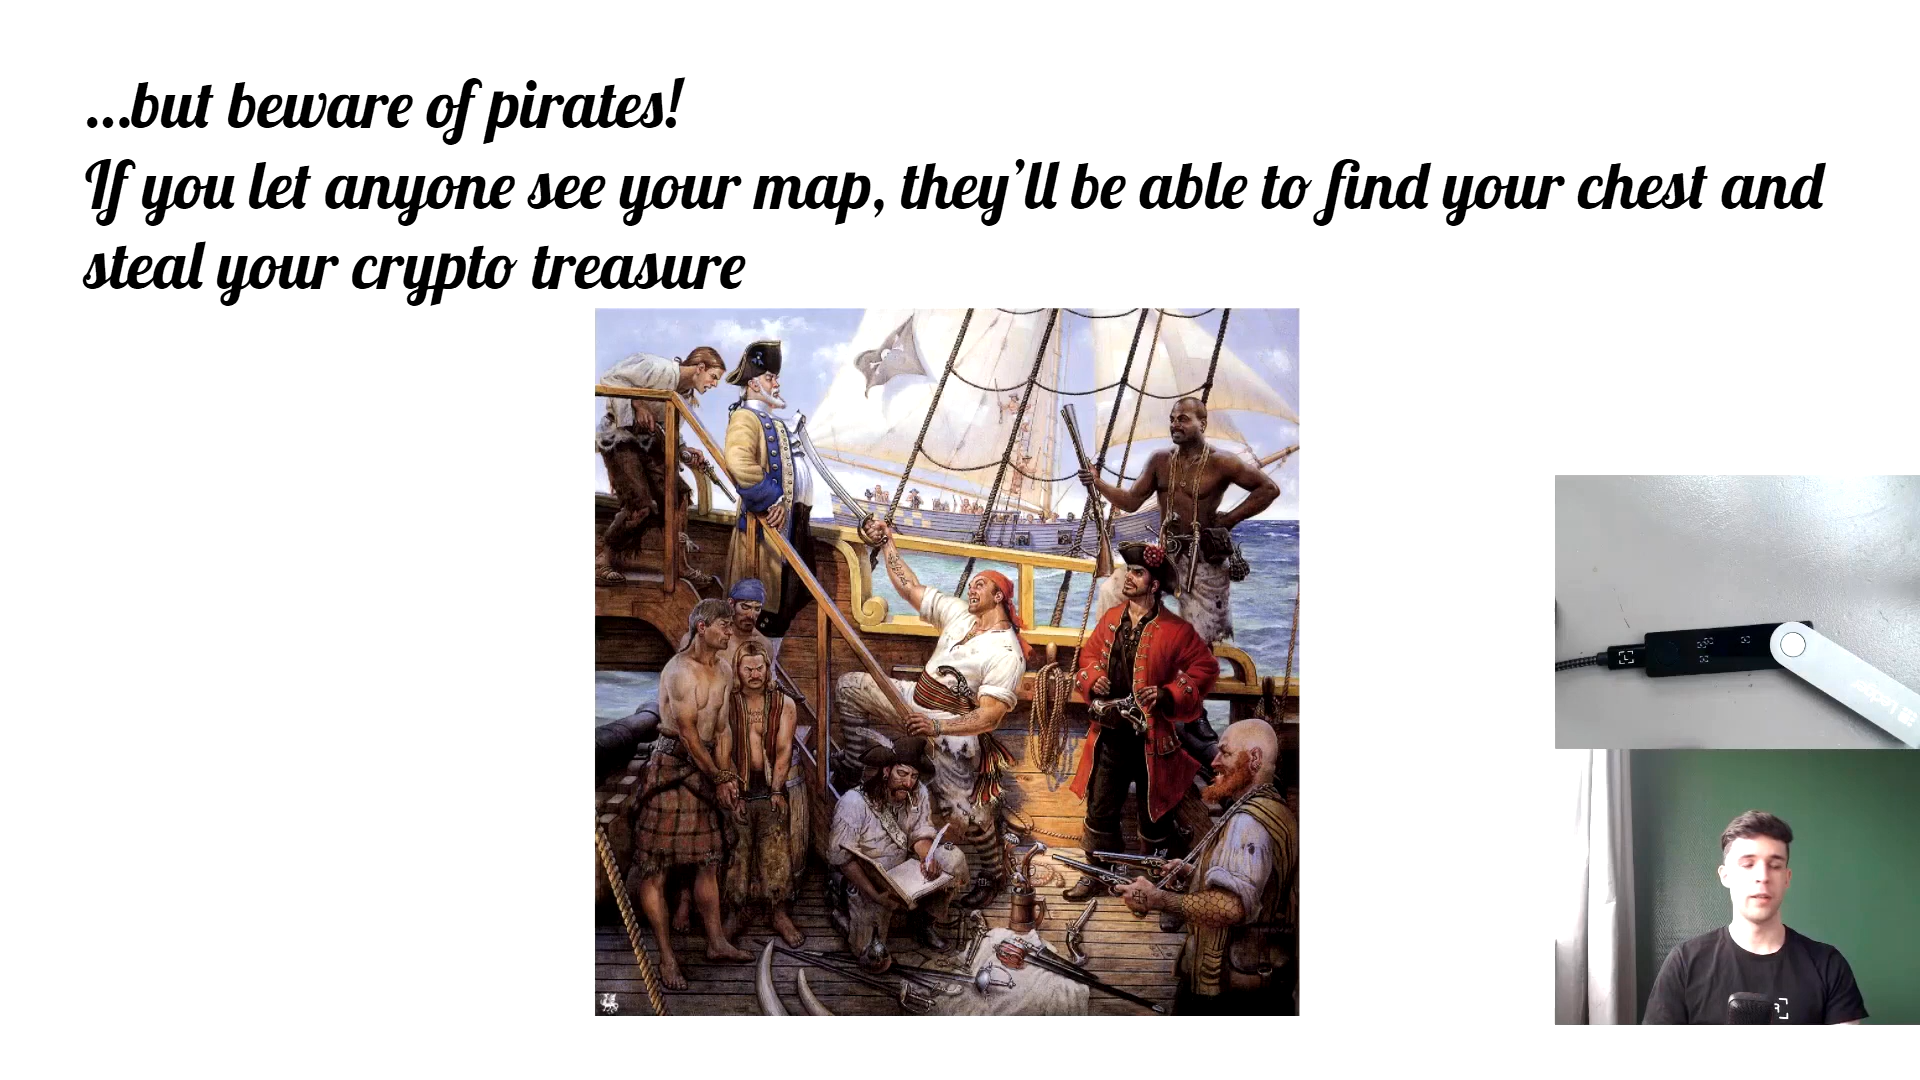 ...but beware of pirates!
If you let anyone see your map, they’ll be able to find your chest and
steal your crypto treasure
Ledger